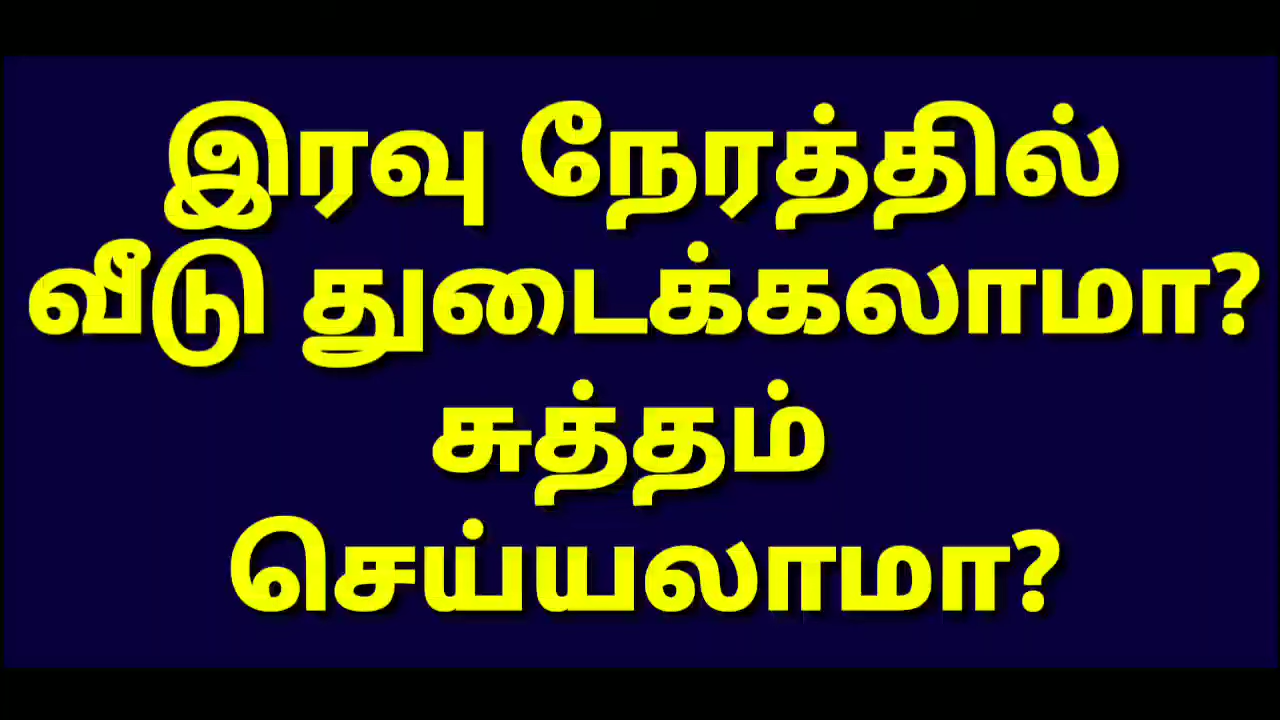 இரவு நேரத்தில்
வீடு துடைக்கலாமா?
சுத்தம்
செய்யலாமா?